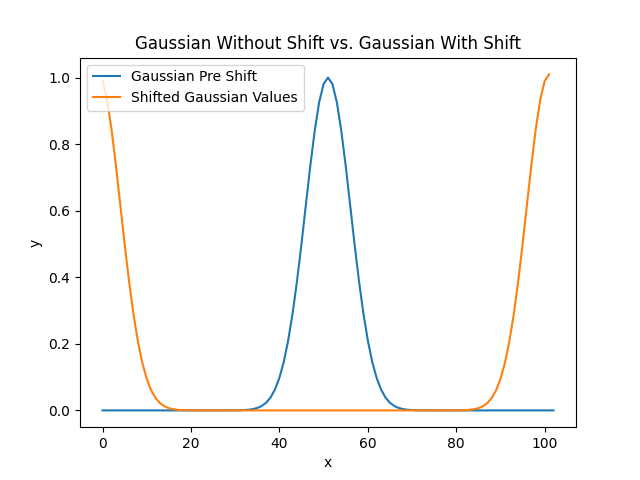 Gaussian Without Shift vs. Gaussian With Shift
Gaussian Pre Shift
Shifted Gaussian Values
1.0
0.8
0.6
0.4
0.2
0.0
y
0 20 40 60 80 100
x